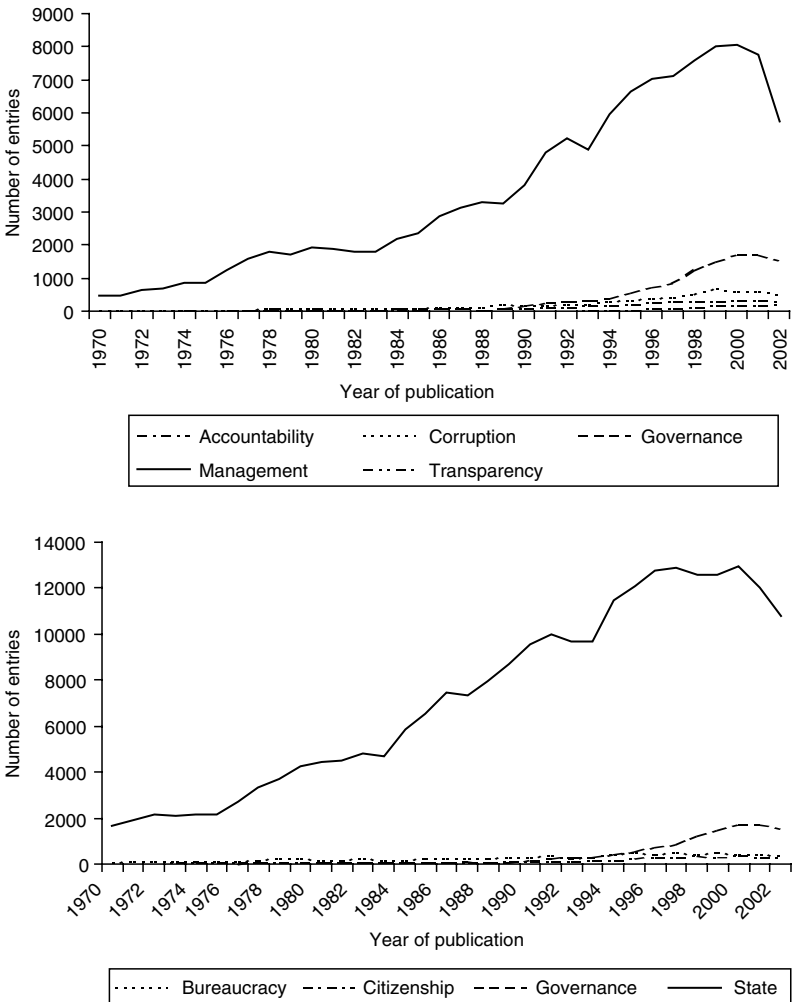 9000
8000
7000
6000
5000
4000
3000
2000
1000
0
Number of entries
1970 1972 1974 1976 1978 1980 1982 1984 1986 1988 1990 1992 1994 1996 1998 2000 2002
Year of publication
Accountability Corruption Governance
Management Transparency
14000
12000
10000
8000
6000
4000
2000
0
Number of entries
1970 1972 1974 1976 1978 1980 1982 1984 1986 1988 1990 1992 1994 1996 1998 2000 2002
Year of publication
Bureaucracy Citizenship Governance State